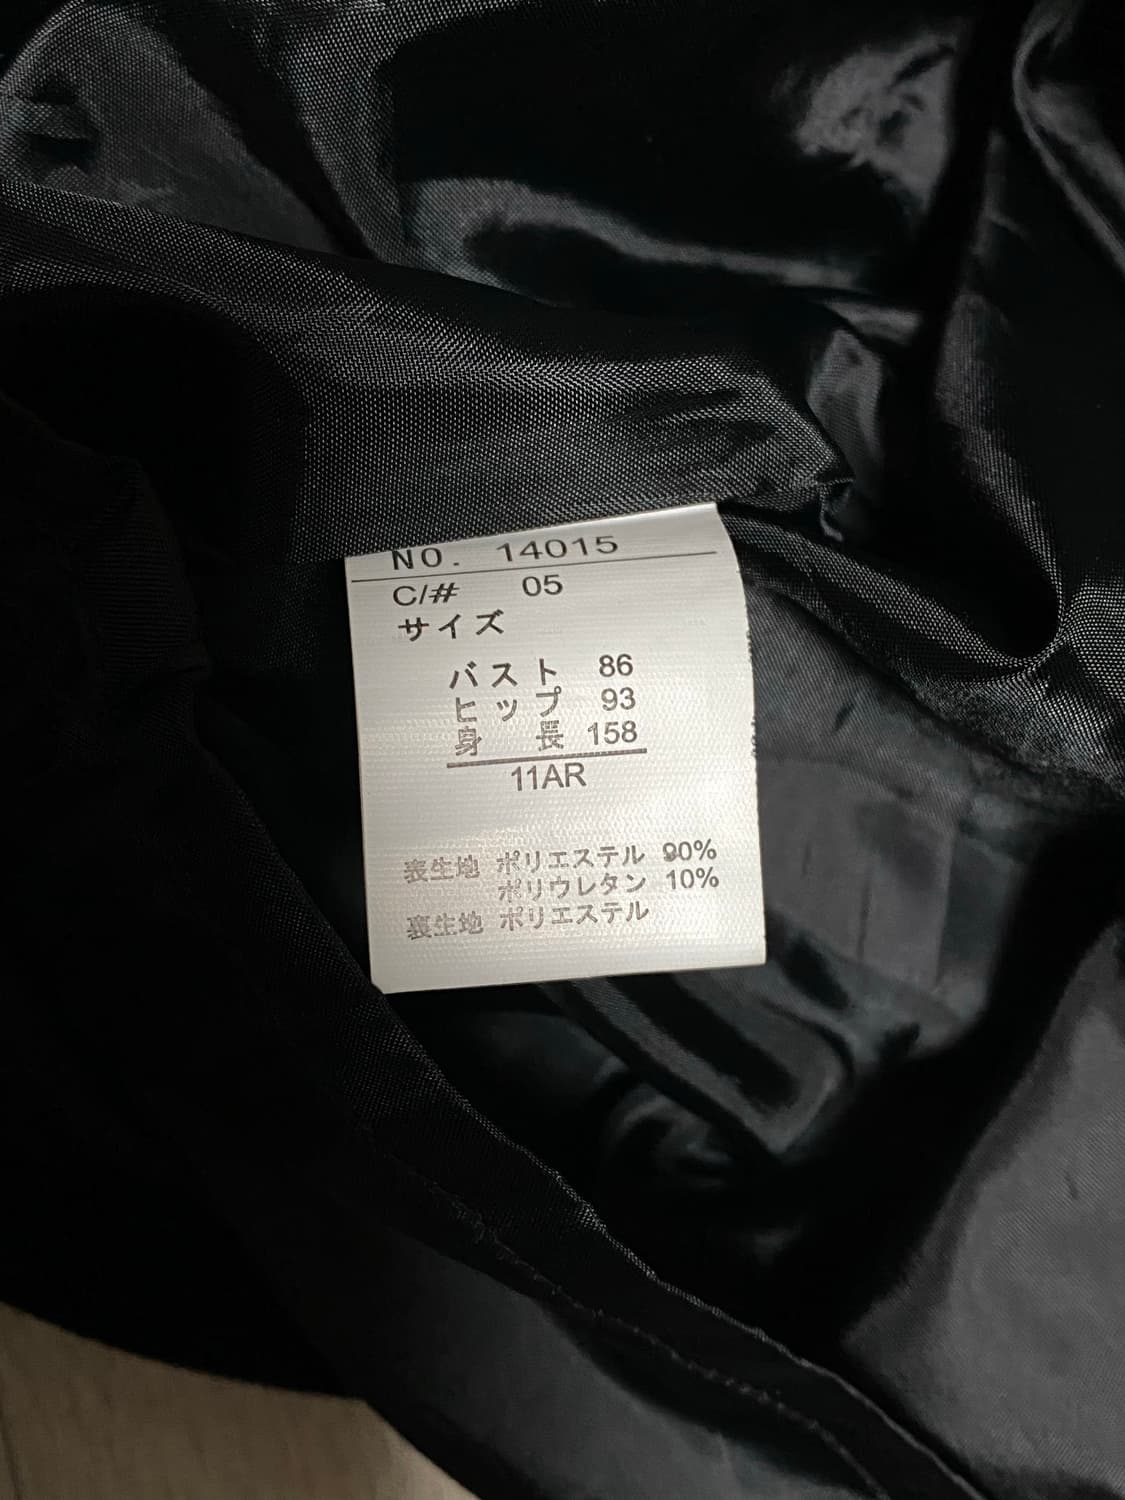 NO. 14015
C/# 05
サイズ
バスト 86
ヒップ 93
身長 158
11AR
表生地 ポリエステル 90%
ポリウレタン 10%
裏生地 ポリエステル